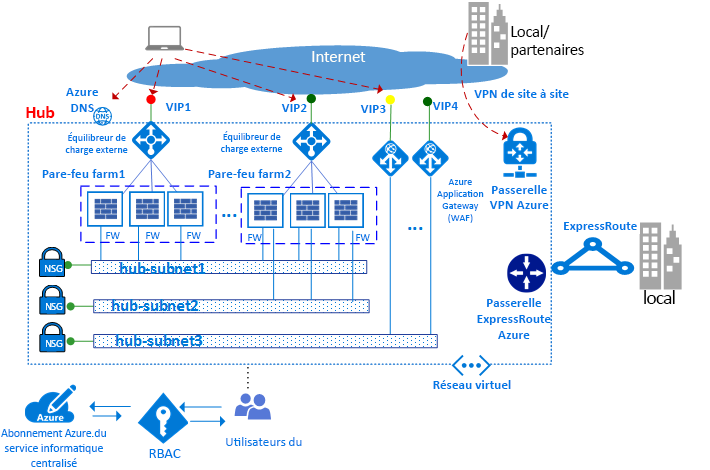 Local/
partenaires
Internet
Azure
DNS
DNS
VPN de site à site
Hub
VIP1
VIP2
VIP3
VIP4
Équilibreur de
charge externe
Équilibreur de
charge externe
Pare-feu farm1
Pare-feu farm2
Azure
Application
Gateway
(WAF)
Passerelle
VPN Azure
...
...
FW
FW
FW
FW
FW
FW
ExpressRoute
NSG
hub-subnet1
Passerelle
ExpressRoute
Azure
local
NSG
hub-subnet2
NSG
hub-subnet3
Réseau virtuel
Azure
Abonnement Azure.du
service informatique
centralisé
RBAC
Utilisateurs du